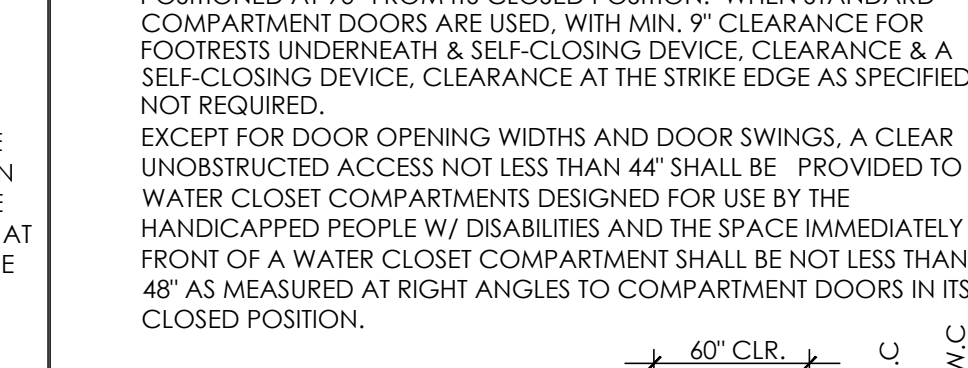 POSITIONED AT 90° FROM ITS CLOSED POSITION. WHEN STANDARD
COMPARTMENT DOORS ARE USED, WITH MIN. 9" CLEARANCE FOR
FOOTRESTS UNDERNEATH & SELF-CLOSING DEVICE, CLEARANCE & A
SELF-CLOSING DEVICE, CLEARANCE AT THE STRIKE EDGE AS SPECIFIED
NOT REQUIRED.
EXCEPT FOR DOOR OPENING WIDTHS AND DOOR SWINGS, A CLEAR
UNOBSTRUCTED ACCESS NOT LESS THAN 44" SHALL BE PROVIDED TO
WATER CLOSET COMPARTMENTS DESIGNED FOR USE BY THE
HANDICAPPED PEOPLE W/ DISABILITIES AND THE SPACE IMMEDIATELY
FRONT OF A WATER CLOSET COMPARTMENT SHALL BE NOT LESS THAN
48" AS MEASURED AT RIGHT ANGLES TO COMPARTMENT DOORS IN ITS
CLOSED POSITION.
E
N
E
AT
E
60" CLR.
.C
W.C